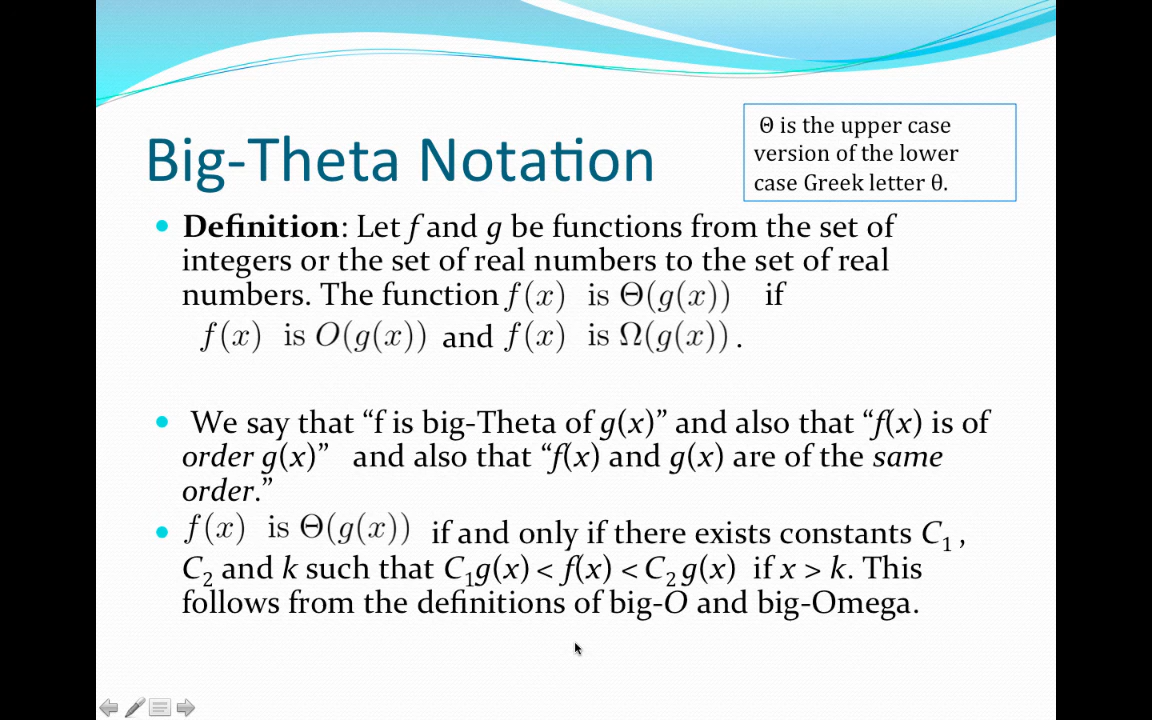 Θ is the upper case
version of the lower
case Greek letter θ.
Big-Theta Notation
Definition: Let f and g be functions from the set of
integers or the set of real numbers to the set of real
numbers. The function f(x) is Θ(g(x)) if
f(x) is O(g(x)) and f(x) is Ω(g(x)).
We say that “f is big-Theta of g(x)” and also that “f(x) is of
order g(x)” and also that “f(x) and g(x) are of the same
order.”
f(x) is Θ(g(x)) if and only if there exists constants C₁ ,
C₂ and k such that C₁g(x) < f(x) < C₂ g(x) if x > k. This
follows from the definitions of big-O and big-Omega.